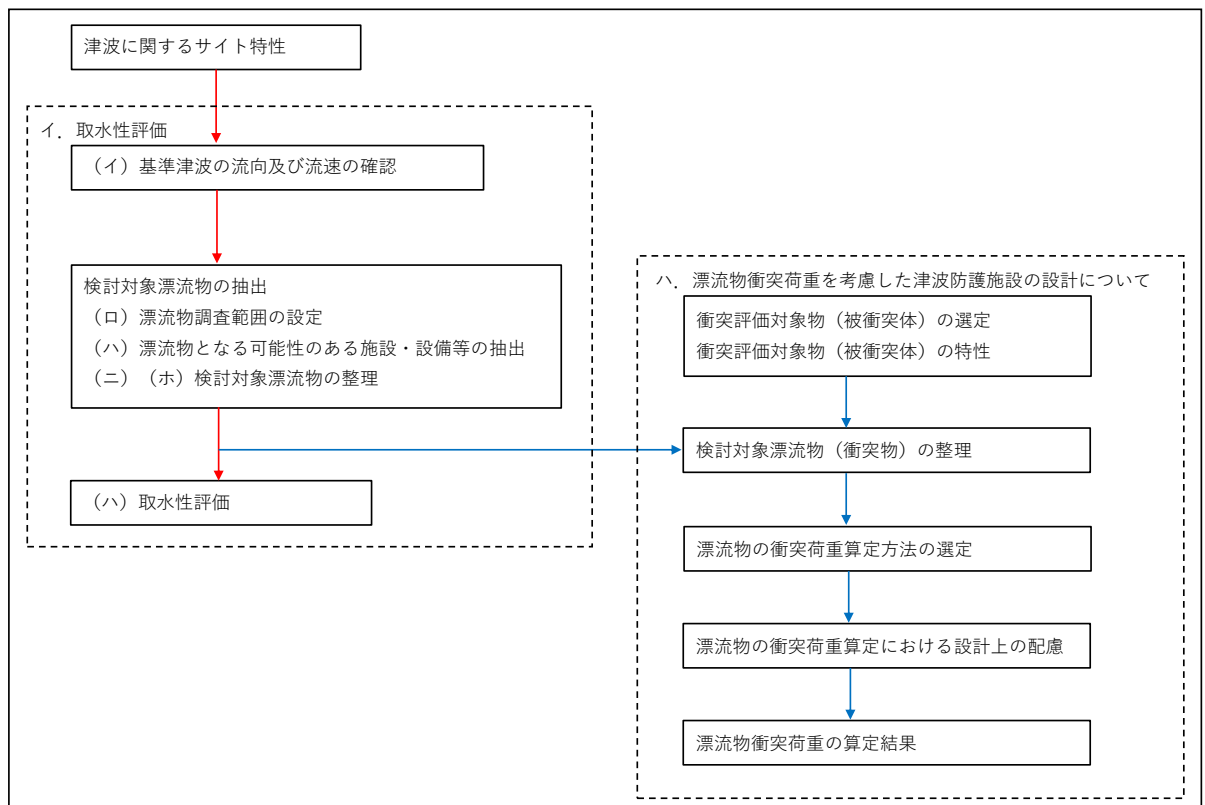 津波に関するサイト特性
イ．取水性評価
（イ）基準津波の流向及び流速の確認
検討対象漂流物の抽出
（ロ）漂流物調査範囲の設定
（ハ）漂流物となる可能性のある施設・設備等の抽出
（ニ）（ホ）検討対象漂流物の整理
（ハ）取水性評価
ハ．漂流物衝突荷重を考慮した津波防護施設の設計について
衝突評価対象物（被衝突体）の選定
衝突評価対象物（被衝突体）の特性
検討対象漂流物（衝突物）の整理
漂流物の衝突荷重算定方法の選定
漂流物の衝突荷重算定における設計上の配慮
漂流物衝突荷重の算定結果